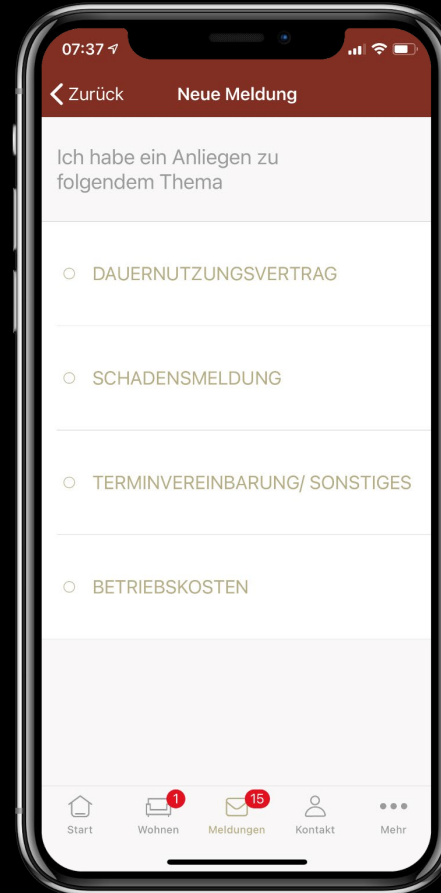 07:37
Zurück Neue Meldung
Ich habe ein Anliegen zu
folgendem Thema
DAUERNUTZUNGSVERTRAG
SCHADENSMELDUNG
TERMINVEREINBARUNG/ SONSTIGES
BETRIEBSKOSTEN
1 15
Start Wohnen Meldungen Kontakt Mehr